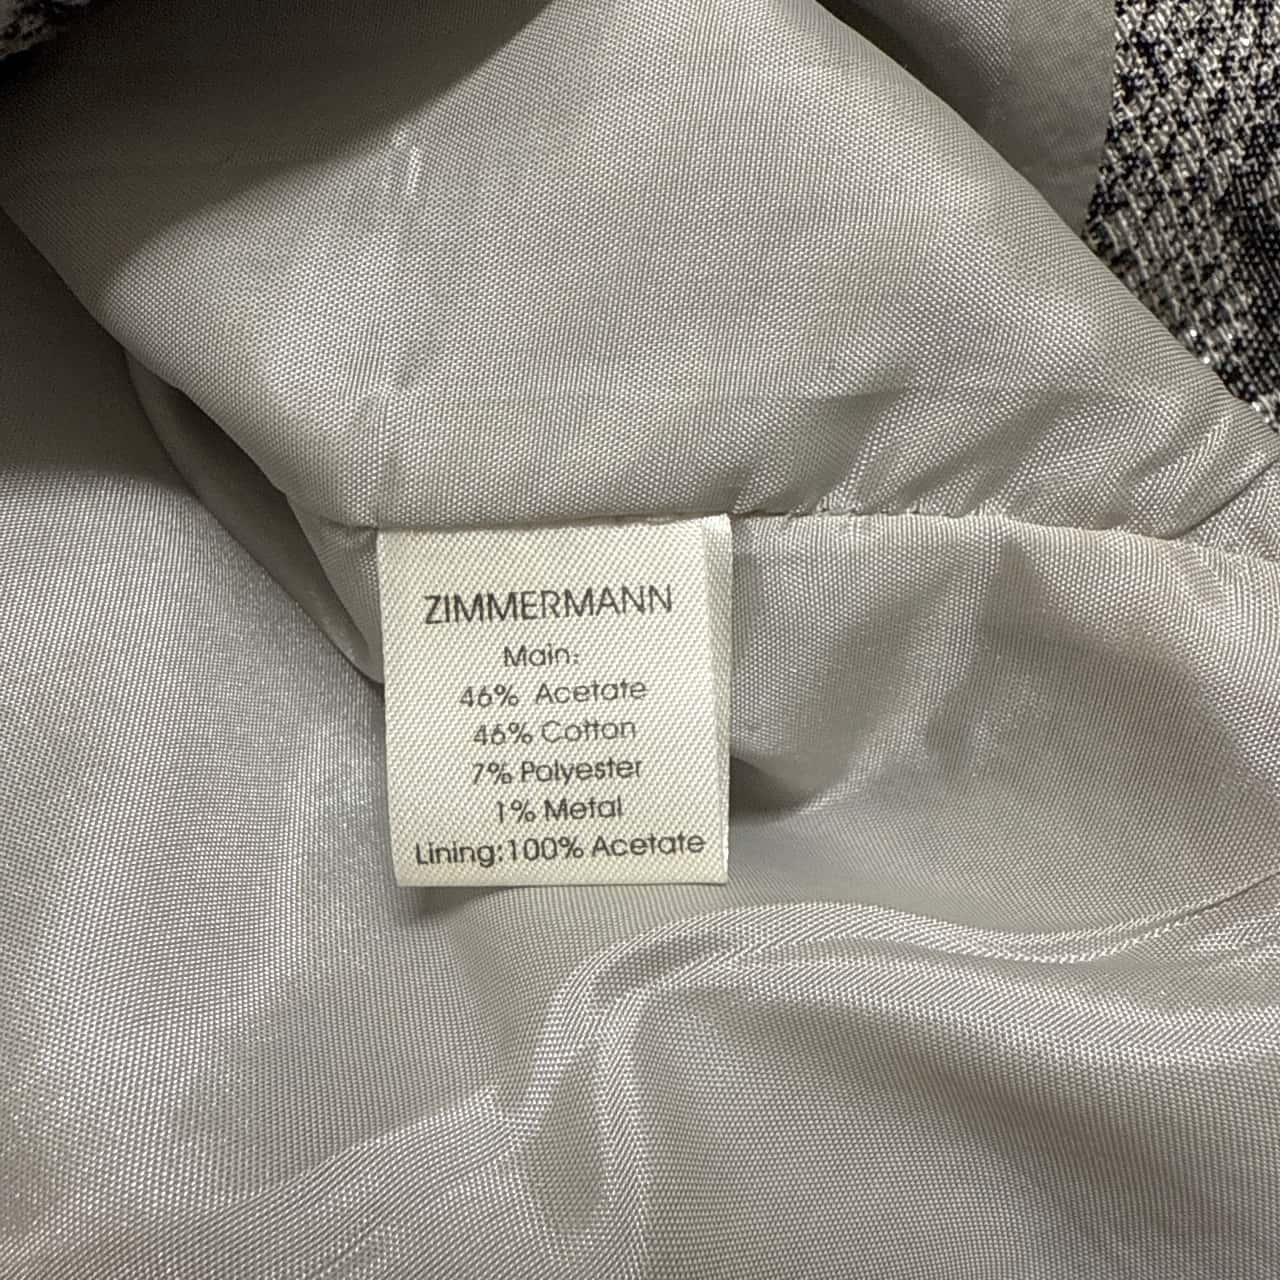 ZIMMERMANN
Main:
46% Acetate
46% Cotton
7% Polyester
1% Metal
Lining:100% Acetate